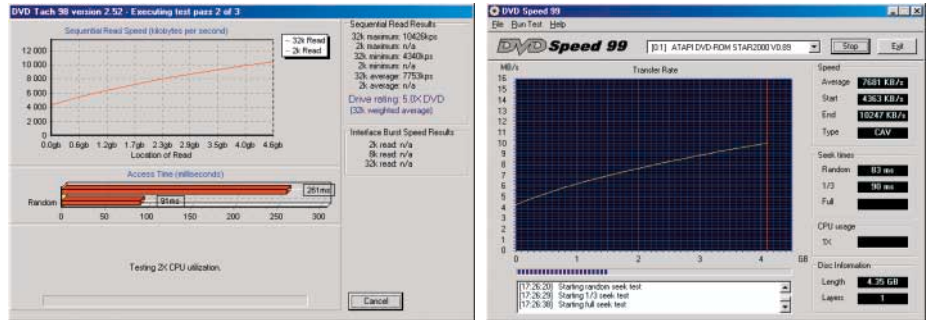 DVD Tach 98 version 2.52 - Executing test pass 2 of 3
Sequential Read Speed (kilobytes per second)
32k Read
2k Read
12 000
10 000
8 000
6 000
4 000
2 000
0.0gb 0.6gb 1.2gb 1.7gb 2.3gb 2.9gb 3.5gb 4.0gb 4.6gb
Location of Read
Access Time (milliseconds)
261ms
Random
91ms
0 50 100 150 200 250 300
Testing 2X CPU utilization.
Sequential Read Results
32k maximum: 10426kps
2k maximum: n/a
32k minimum: 4340kps
2k minimum: n/a
32k average: 7753kps
2k average: n/a
Drive rating: 5.8X DVD
(32k weighted average)
Interface Burst Speed Results
2k read: n/a
8k read: n/a
32k read: n/a
Cancel
DVD Speed 99
File Run Test Help
DVD Speed 99
[0:1] ATAPI DVD-ROM STAR2000 V0.89
Stop
Exit
MB/s
Transfer Rate
16
15
14
13
12
11
10
9
8
7
6
5
4
3
2
1
0
0 1 2 3 4 GB
Speed
Average 7681 KB/s
Start 4363 KB/s
End 10247 KB/s
Type CAV
Seek times
Random 83 ms
1/3 90 ms
Full
CPU usage
1X
Disc Information
Length 4.35 GB
Layers 1
[17:26:20] Starting random seek test
[17:26:29] Starting 1/3 seek test
[17:26:38] Starting full seek test